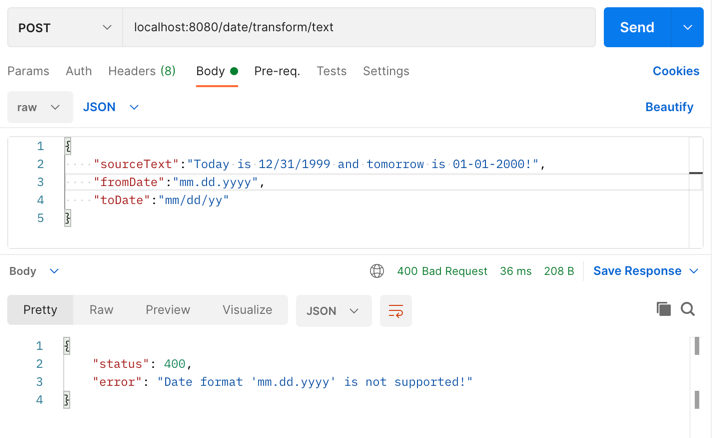 POST localhost:8080/date/transform/text Send
Params Auth Headers (8) Body Pre-req. Tests Settings Cookies
raw JSON Beautify
1 {
2 "sourceText":"Today is 12/31/1999 and tomorrow is 01-01-2000!",
3 "fromDate":"mm.dd.yyyy",
4 "toDate":"mm/dd/yy"
5 }
Body 400 Bad Request 36 ms 208 B Save Response
Pretty Raw Preview Visualize JSON
1 {
2 "status": 400,
3 "error": "Date format 'mm.dd.yyyy' is not supported!"
4 }